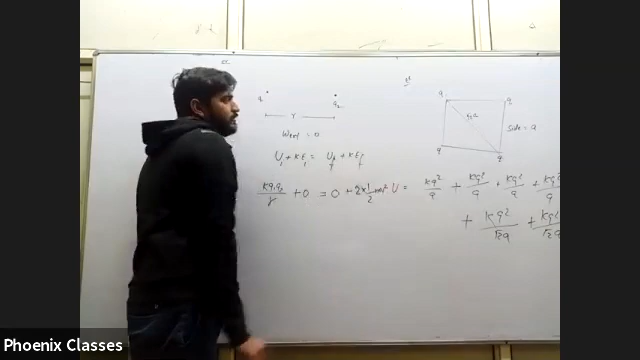 q q₂
r
Wext = 0
Uᵢ + KEᵢ = U_f + KE_f
Kq₁q₂/r + 0 = 0 + 2×1/2 mv²
q q
√2a
side = a
q q
U = Kq²/a + Kq²/a + Kq²/a + Kq²
+ Kq²/√2a + Kq²/√2a
Phoenix Classes